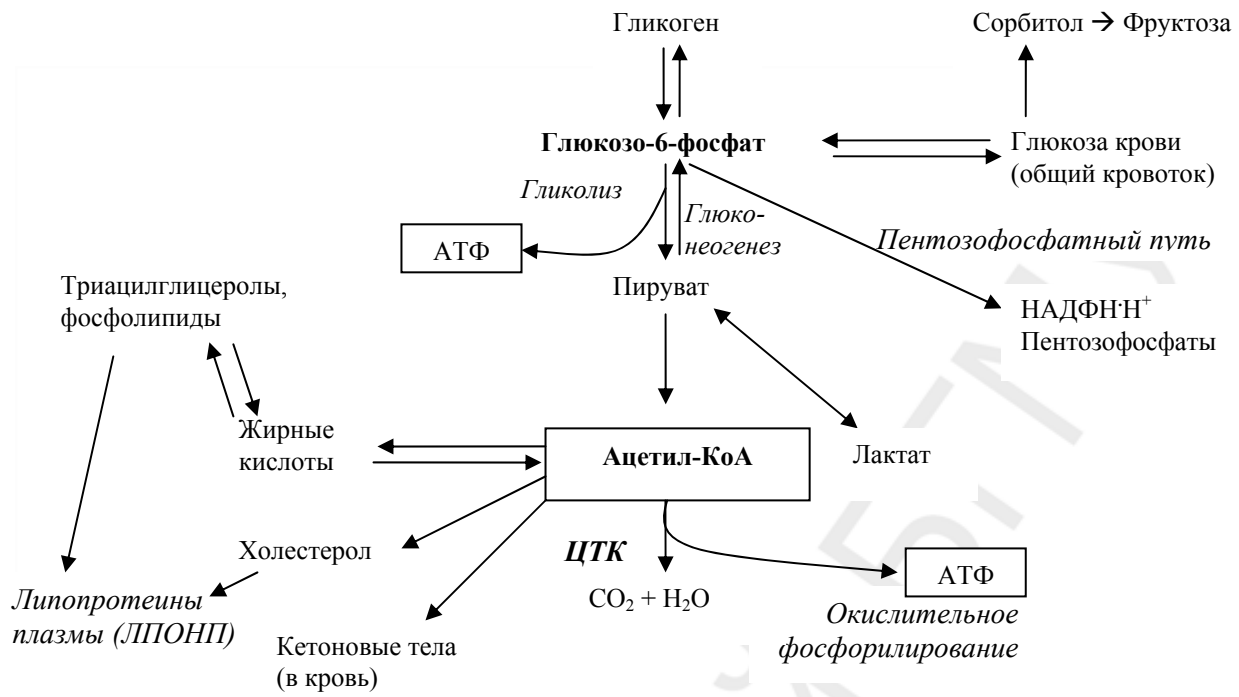 Гликоген
Сорбитол → Фруктоза
Глюкозо-6-фосфат
Глюкоза крови
(общий кровоток)
Гликолиз
Глюко-
неогенез
Пентозофосфатный путь
АТФ
Триацилглицеролы,
фосфолипиды
Пируват
НАДФН·Н⁺
Пентозофосфаты
Жирные
кислоты
Ацетил-КоА
Лактат
Холестерол
ЦТК
АТФ
Липопротеины
плазмы (ЛПОНП)
CO₂ + H₂O
Окислительное
фосфорилирование
Кетоновые тела
(в кровь)